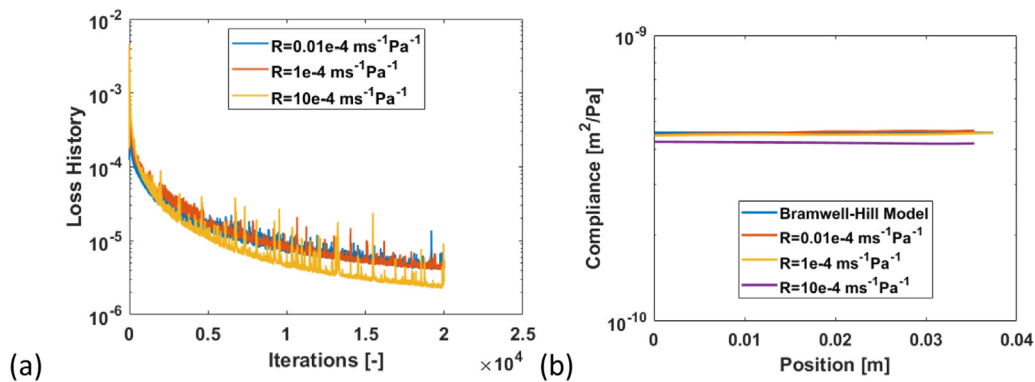 (a)
Loss History
10^-2
10^-3
10^-4
10^-5
10^-6
R=0.01e-4 ms^-1Pa^-1
R=1e-4 ms^-1Pa^-1
R=10e-4 ms^-1Pa^-1
0 0.5 1 1.5 2 2.5
Iterations [-]
×10^4
(b)
Compliance [m^2/Pa]
10^-9
10^-10
Bramwell-Hill Model
R=0.01e-4 ms^-1Pa^-1
R=1e-4 ms^-1Pa^-1
R=10e-4 ms^-1Pa^-1
0 0.01 0.02 0.03 0.04
Position [m]